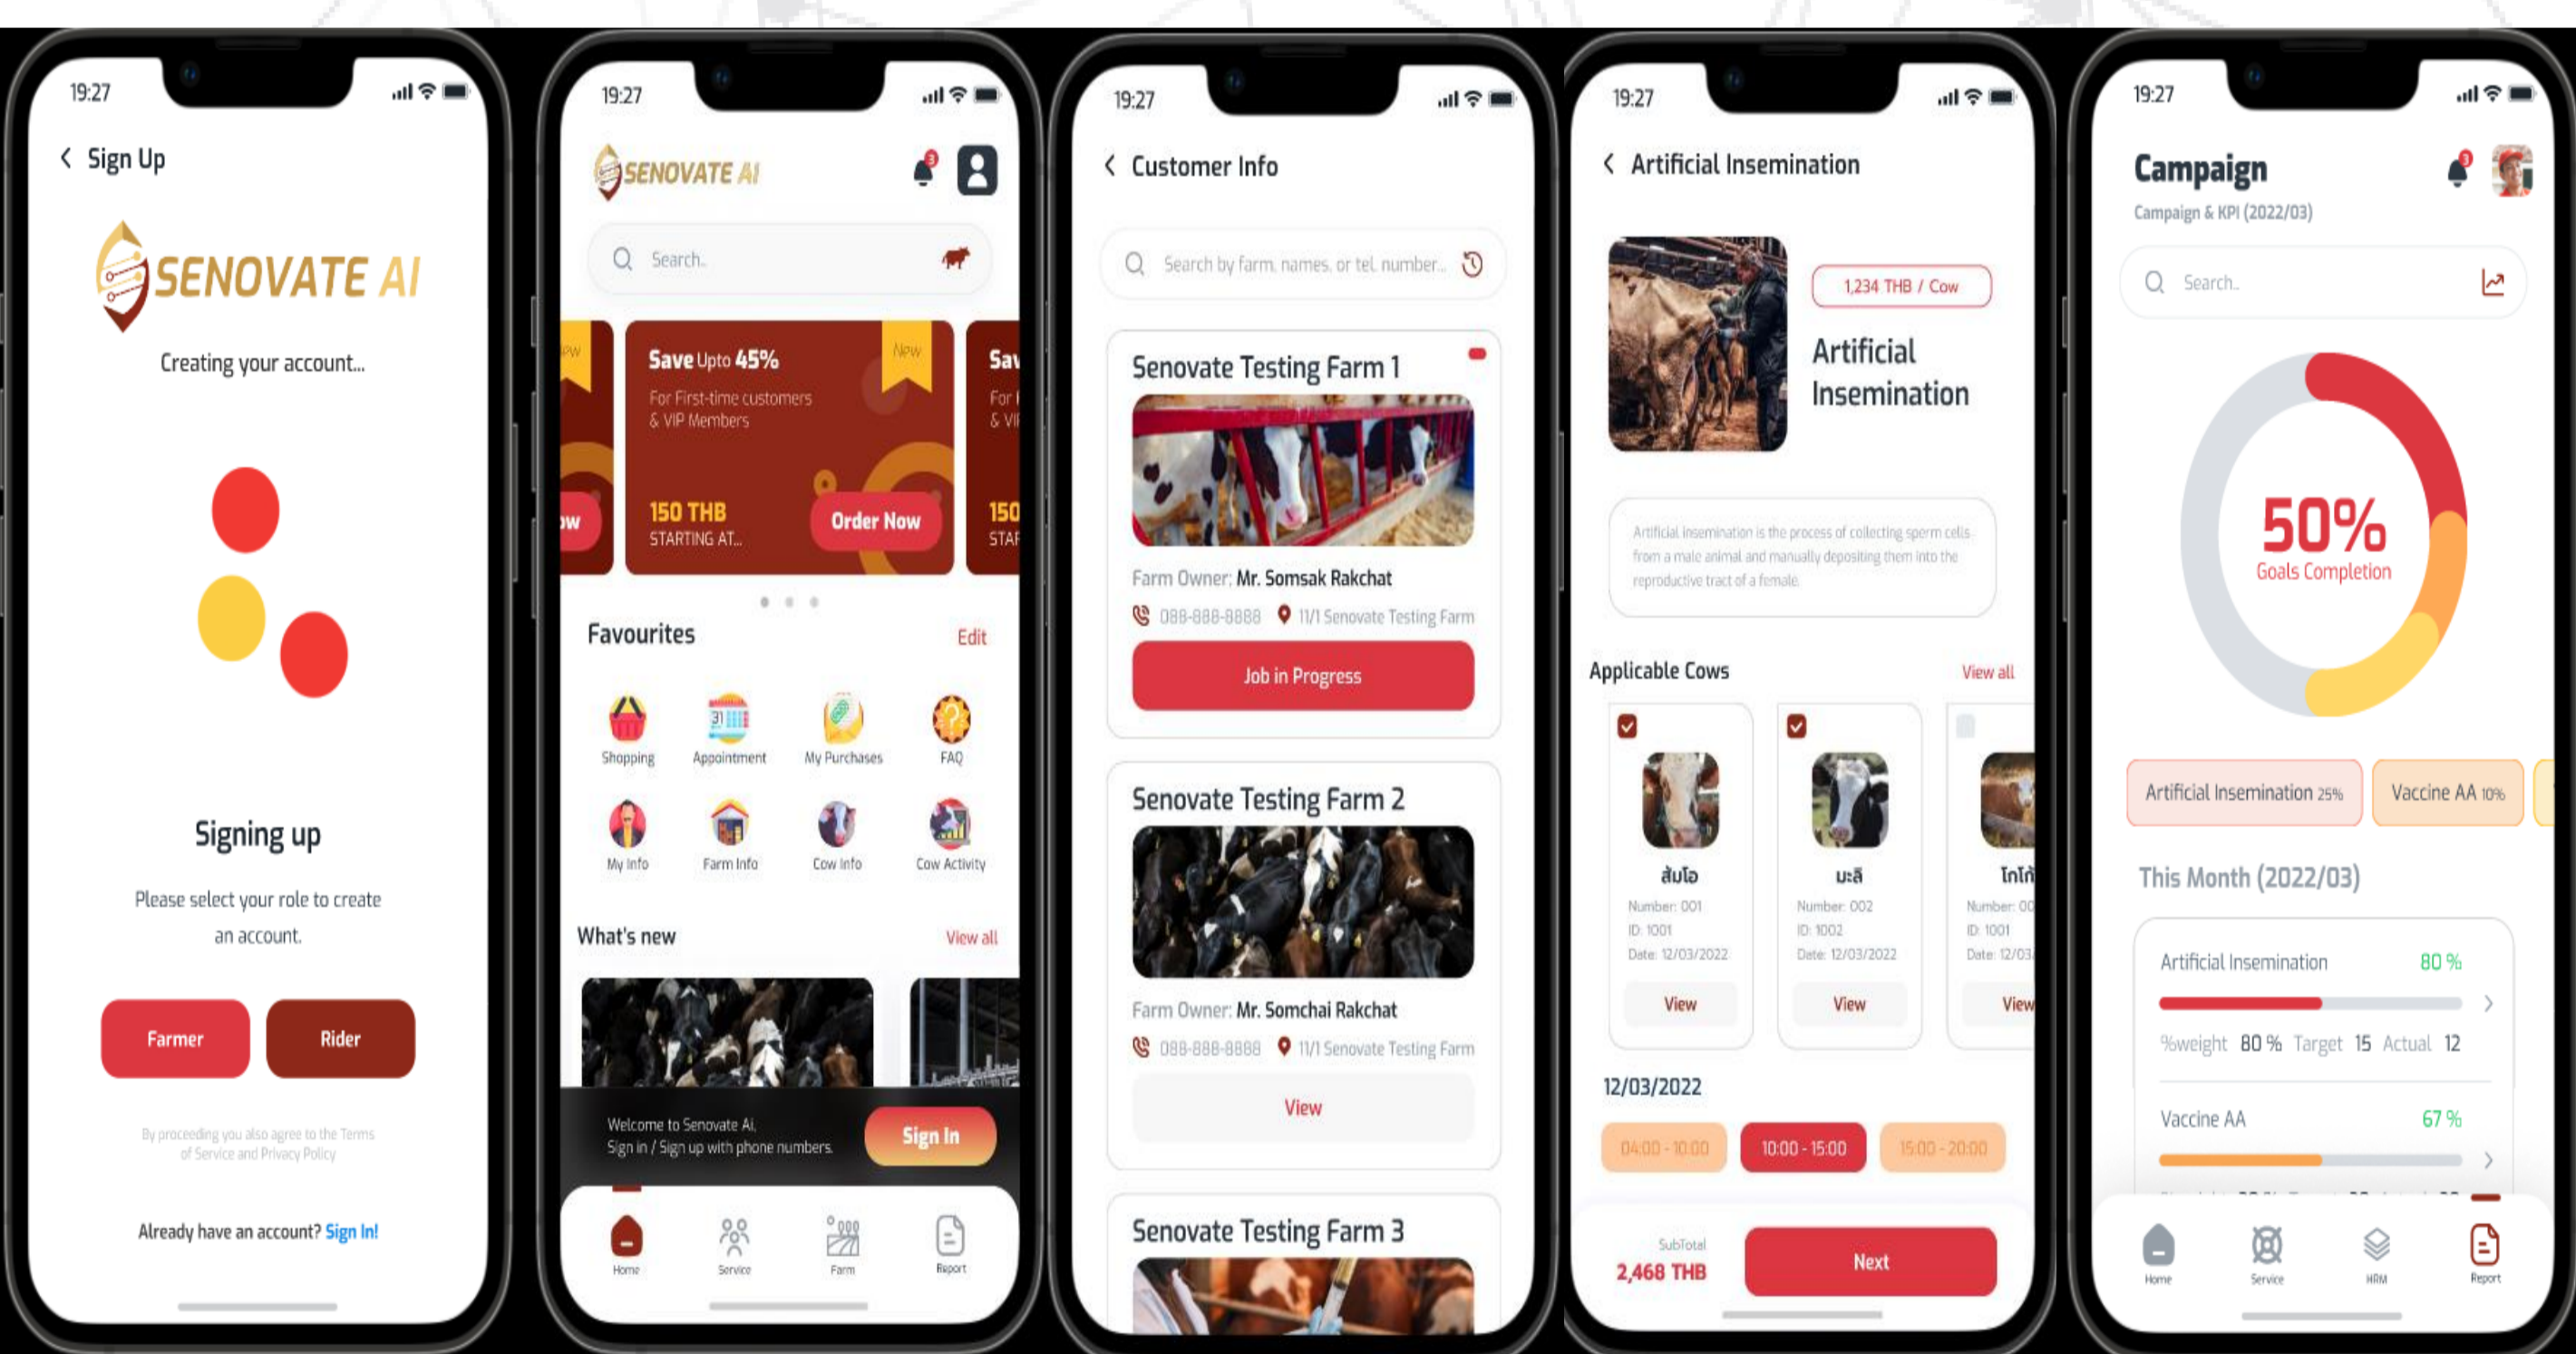 19:27
Sign Up
SENOVATE AI
Creating your account...
Signing up
Please select your role to create
an account.
Farmer
Rider
By proceeding you also agree to the Terms
of Service and Privacy Policy
Already have an account? Sign In!
19:27
SENOVATE AI
3
Search..
Save Upto 45%
New
For First-time customers
& VIP Members
150 THB
STARTING AT...
Order Now
Favourites
Edit
Shopping
Appointment
My Purchases
FAQ
My Info
Farm Info
Cow Info
Cow Activity
What's new
View all
Welcome to Senovate Ai,
Sign in / Sign up with phone numbers.
Sign In
Home
Service
Farm
Report
19:27
Customer Info
Search by farm, names, or tel. number...
Senovate Testing Farm 1
Farm Owner: Mr. Somsak Rakchat
088-888-8888 11/1 Senovate Testing Farm
Job in Progress
Senovate Testing Farm 2
Farm Owner: Mr. Somchai Rakchat
088-888-8888 11/1 Senovate Testing Farm
View
Senovate Testing Farm 3
19:27
Artificial Insemination
1,234 THB / Cow
Artificial
Insemination
Artificial insemination is the process of collecting sperm cells
from a male animal and manually depositing them into the
reproductive tract of a female.
Applicable Cows
View all
ส้มโอ
Number: 001
ID: 1001
Date: 12/03/2022
View
มะลิ
Number: 002
ID: 1002
Date: 12/03/2022
View
Number: 00
ID: 1001
Date: 12/03
View
12/03/2022
04:00 - 10:00
10:00 - 15:00
15:00 - 20:00
SubTotal
2,468 THB
Next
19:27
Campaign
3
Campaign & KPI (2022/03)
Search..
50%
Goals Completion
Artificial Insemination 25%
Vaccine AA 10%
This Month (2022/03)
Artificial Insemination 80 %
%weight 80 % Target 15 Actual 12
Vaccine AA 67 %
Home
Service
HRM
Report